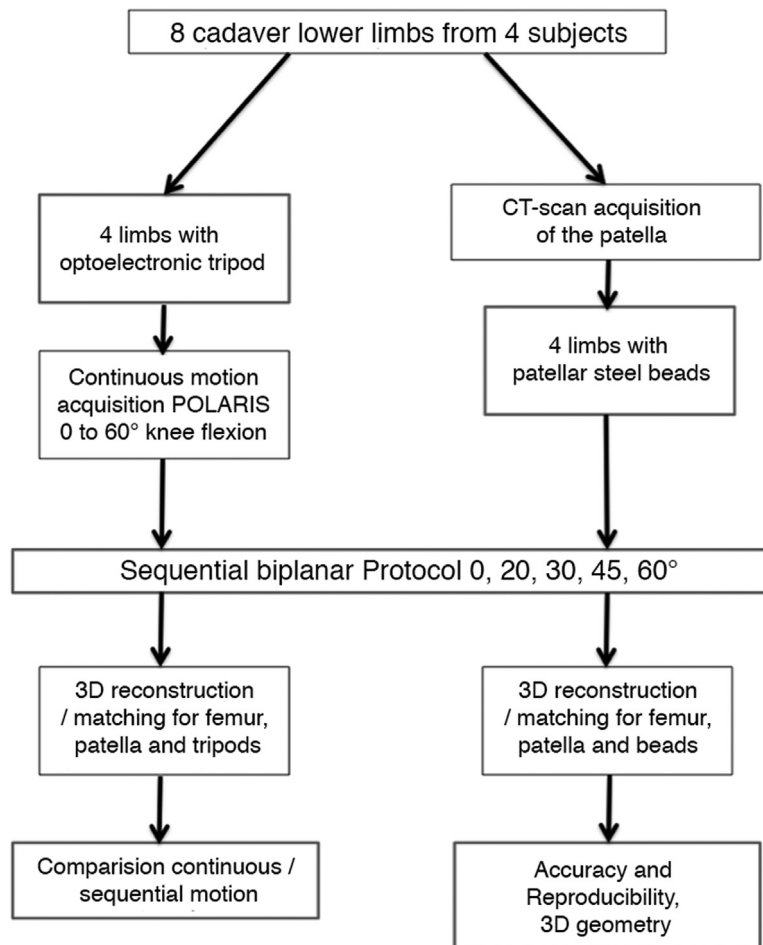 8 cadaver lower limbs from 4 subjects
4 limbs with
optoelectronic tripod
CT-scan acquisition
of the patella
Continuous motion
acquisition POLARIS
0 to 60° knee flexion
4 limbs with
patellar steel beads
Sequential biplanar Protocol 0, 20, 30, 45, 60°
3D reconstruction
/ matching for femur,
patella and tripods
3D reconstruction
/ matching for femur,
patella and beads
Comparision continuous /
sequential motion
Accuracy and
Reproducibility,
3D geometry